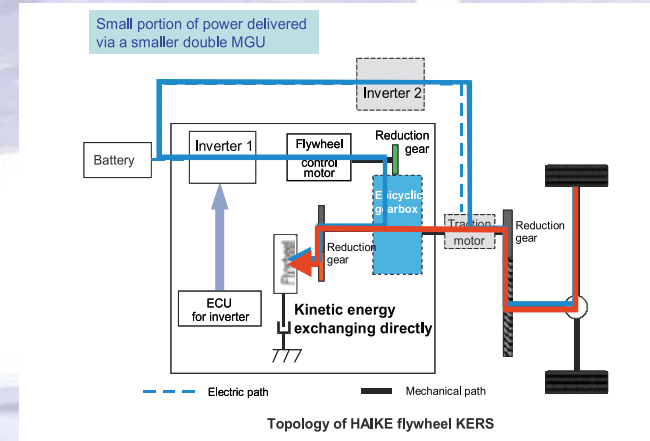 Small portion of power delivered
via a smaller double MGU
Inverter 2
Battery
Inverter 1
Flywheel
control
motor
Reduction
gear
Epicyclic
gearbox
Traction
motor
Reduction
gear
Reduction
gear
Flywheel
ECU
for inverter
Kinetic energy
exchanging directly
Electric path
Mechanical path
Topology of HAIKE flywheel KERS